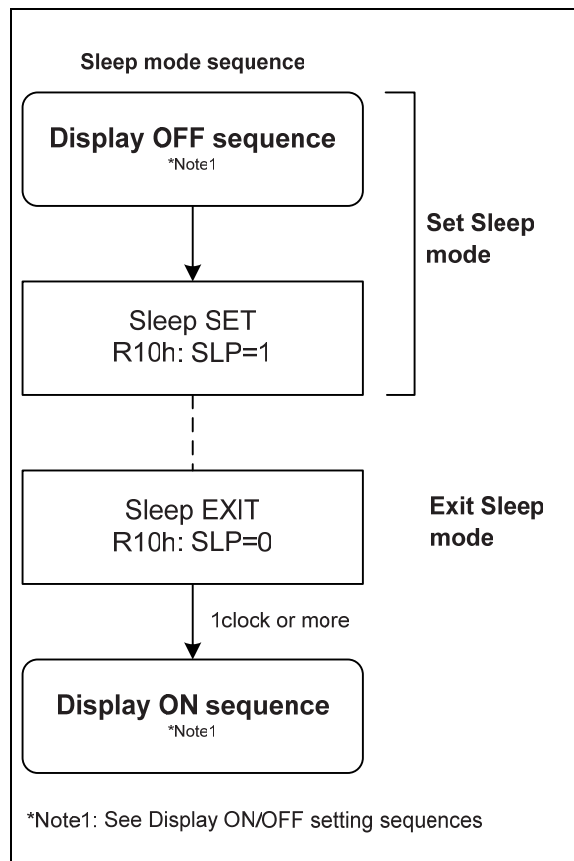 Sleep mode sequence
Display OFF sequence
*Note1
Set Sleep
mode
Sleep SET
R10h: SLP=1
Sleep EXIT
R10h: SLP=0
Exit Sleep
mode
1clock or more
Display ON sequence
*Note1
*Note1: See Display ON/OFF setting sequences